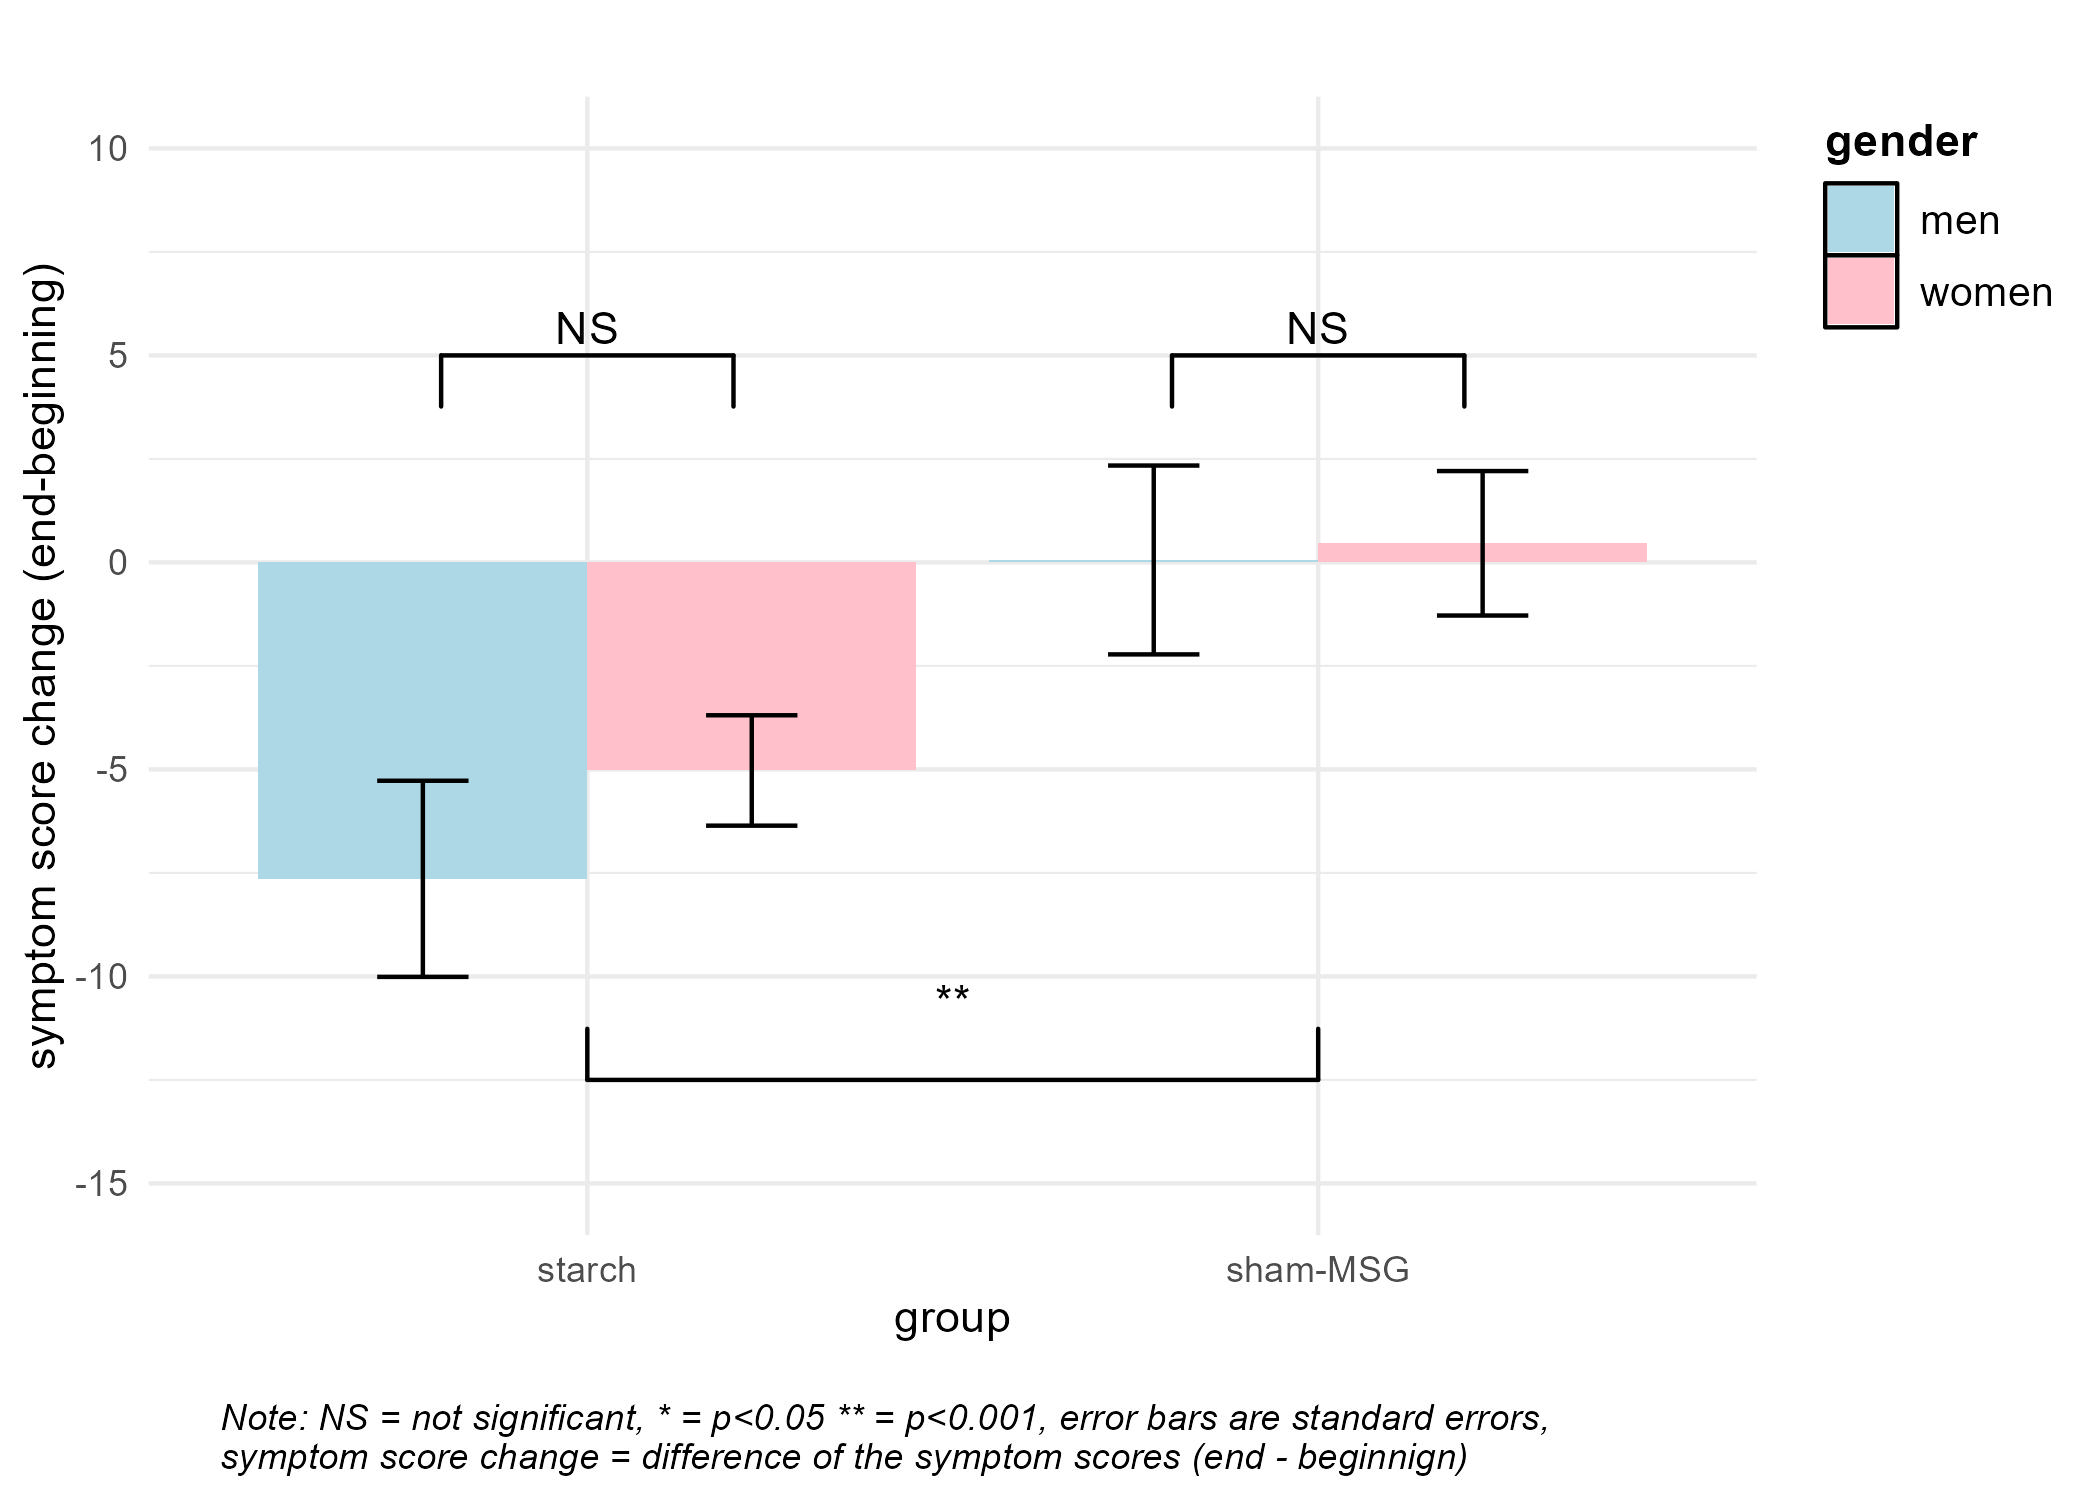 gender
men
women
10
5
0
-5
-10
-15
symptom score change (end-beginning)
NS
NS
**
starch
sham-MSG
group
Note: NS = not significant, * = p<0.05 ** = p<0.001, error bars are standard errors,
symptom score change = difference of the symptom scores (end - beginnign)